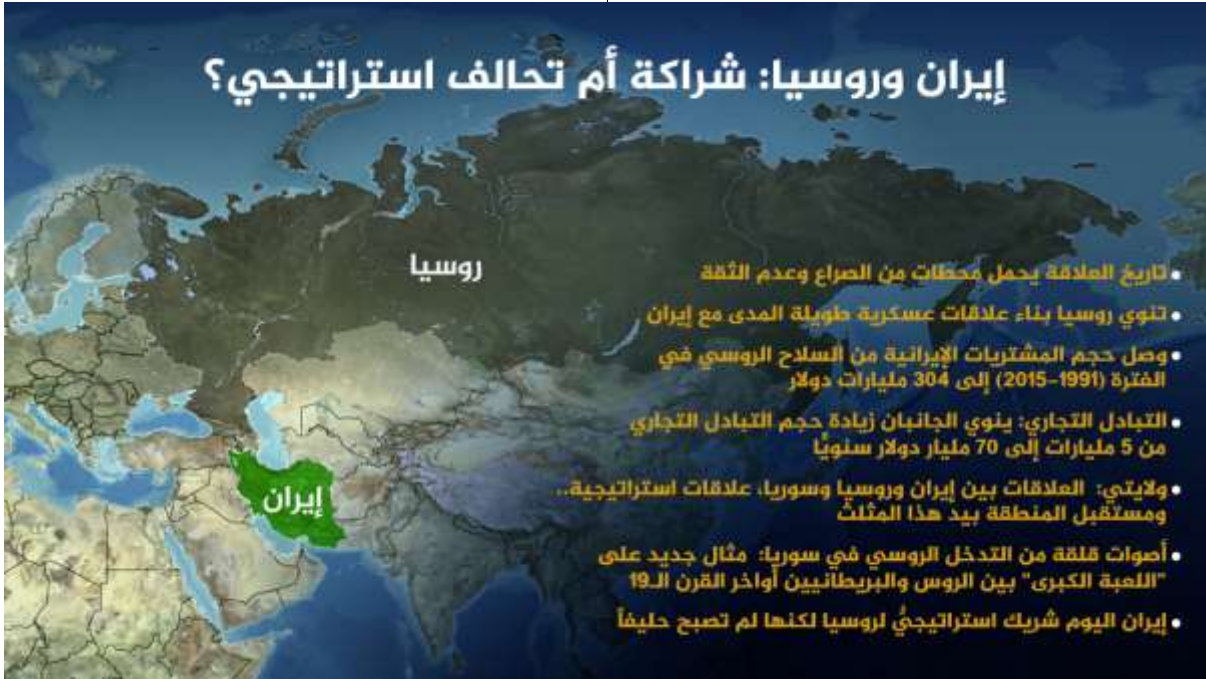 إيران وروسيا: شراكة أم تحالف استراتيجي؟
روسيا
• تاريخ العلاقة يحمل محطات من الصراع وعدم الثقة
• تنوي روسيا بناء علاقات عسكرية طويلة المدى مع إيران
• وصل حجم المشتريات الإيرانية من السلاح الروسي في
الفترة (1991-2015) إلى 304 مليارات دولار
• التبادل التجاري: ينوي الجانبان زيادة حجم التبادل التجاري
من 5 مليارات إلى 70 مليار دولار سنويًّا
إيران
• ولايتي: العلاقات بين إيران وروسيا وسوريا، علاقات استراتيجية..
ومستقبل المنطقة بيد هذا المثلث
• أصوات قلقة من التدخل الروسي في سوريا: مثال جديد على
"اللعبة الكبرى" بين الروس والبريطانيين أواخر القرن الـ19
• إيران اليوم شريك استراتيجيٌّ لروسيا لكنها لم تصبح حليفاً